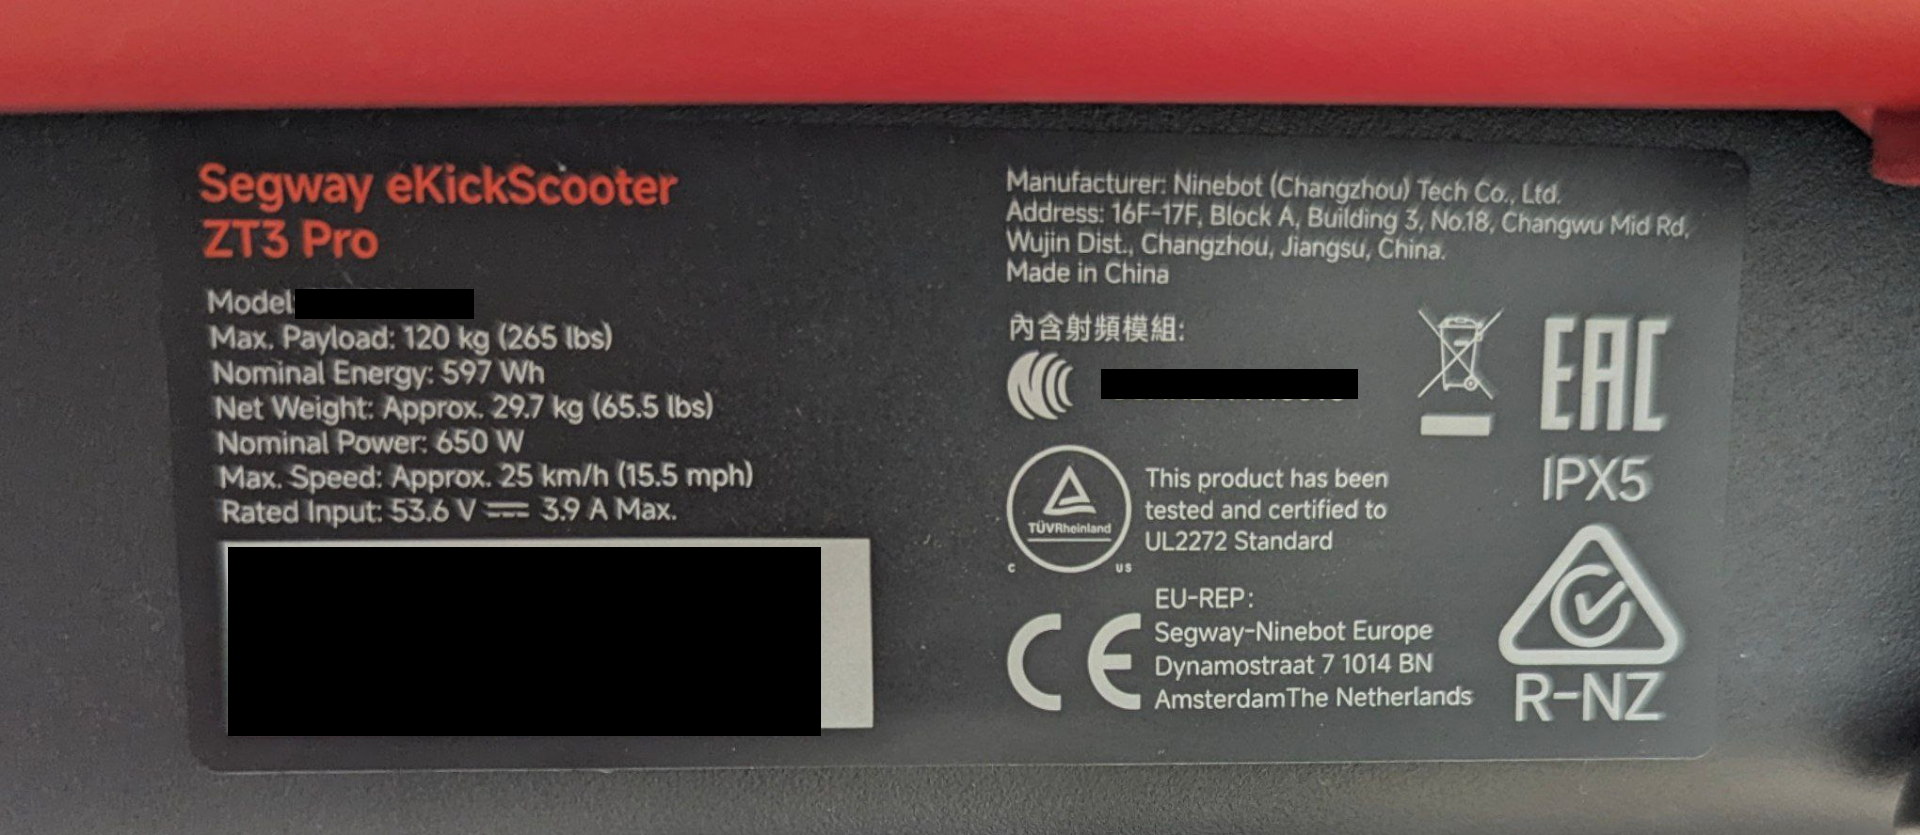 Segway eKickScooter
ZT3 Pro
Model:
Max. Payload: 120 kg (265 lbs)
Nominal Energy: 597 Wh
Net Weight: Approx. 29.7 kg (65.5 lbs)
Nominal Power: 650 W
Max. Speed: Approx. 25 km/h (15.5 mph)
Rated Input: 53.6 V ⎓ 3.9 A Max.
Manufacturer: Ninebot (Changzhou) Tech Co., Ltd.
Address: 16F-17F, Block A, Building 3, No.18, Changwu Mid Rd,
Wujin Dist., Changzhou, Jiangsu, China.
Made in China
內含射頻模組:
EAC
IPX5
TÜVRheinland
C US
This product has been
tested and certified to
UL2272 Standard
CE
EU-REP:
Segway-Ninebot Europe
Dynamostraat 7 1014 BN
AmsterdamThe Netherlands
R-NZ